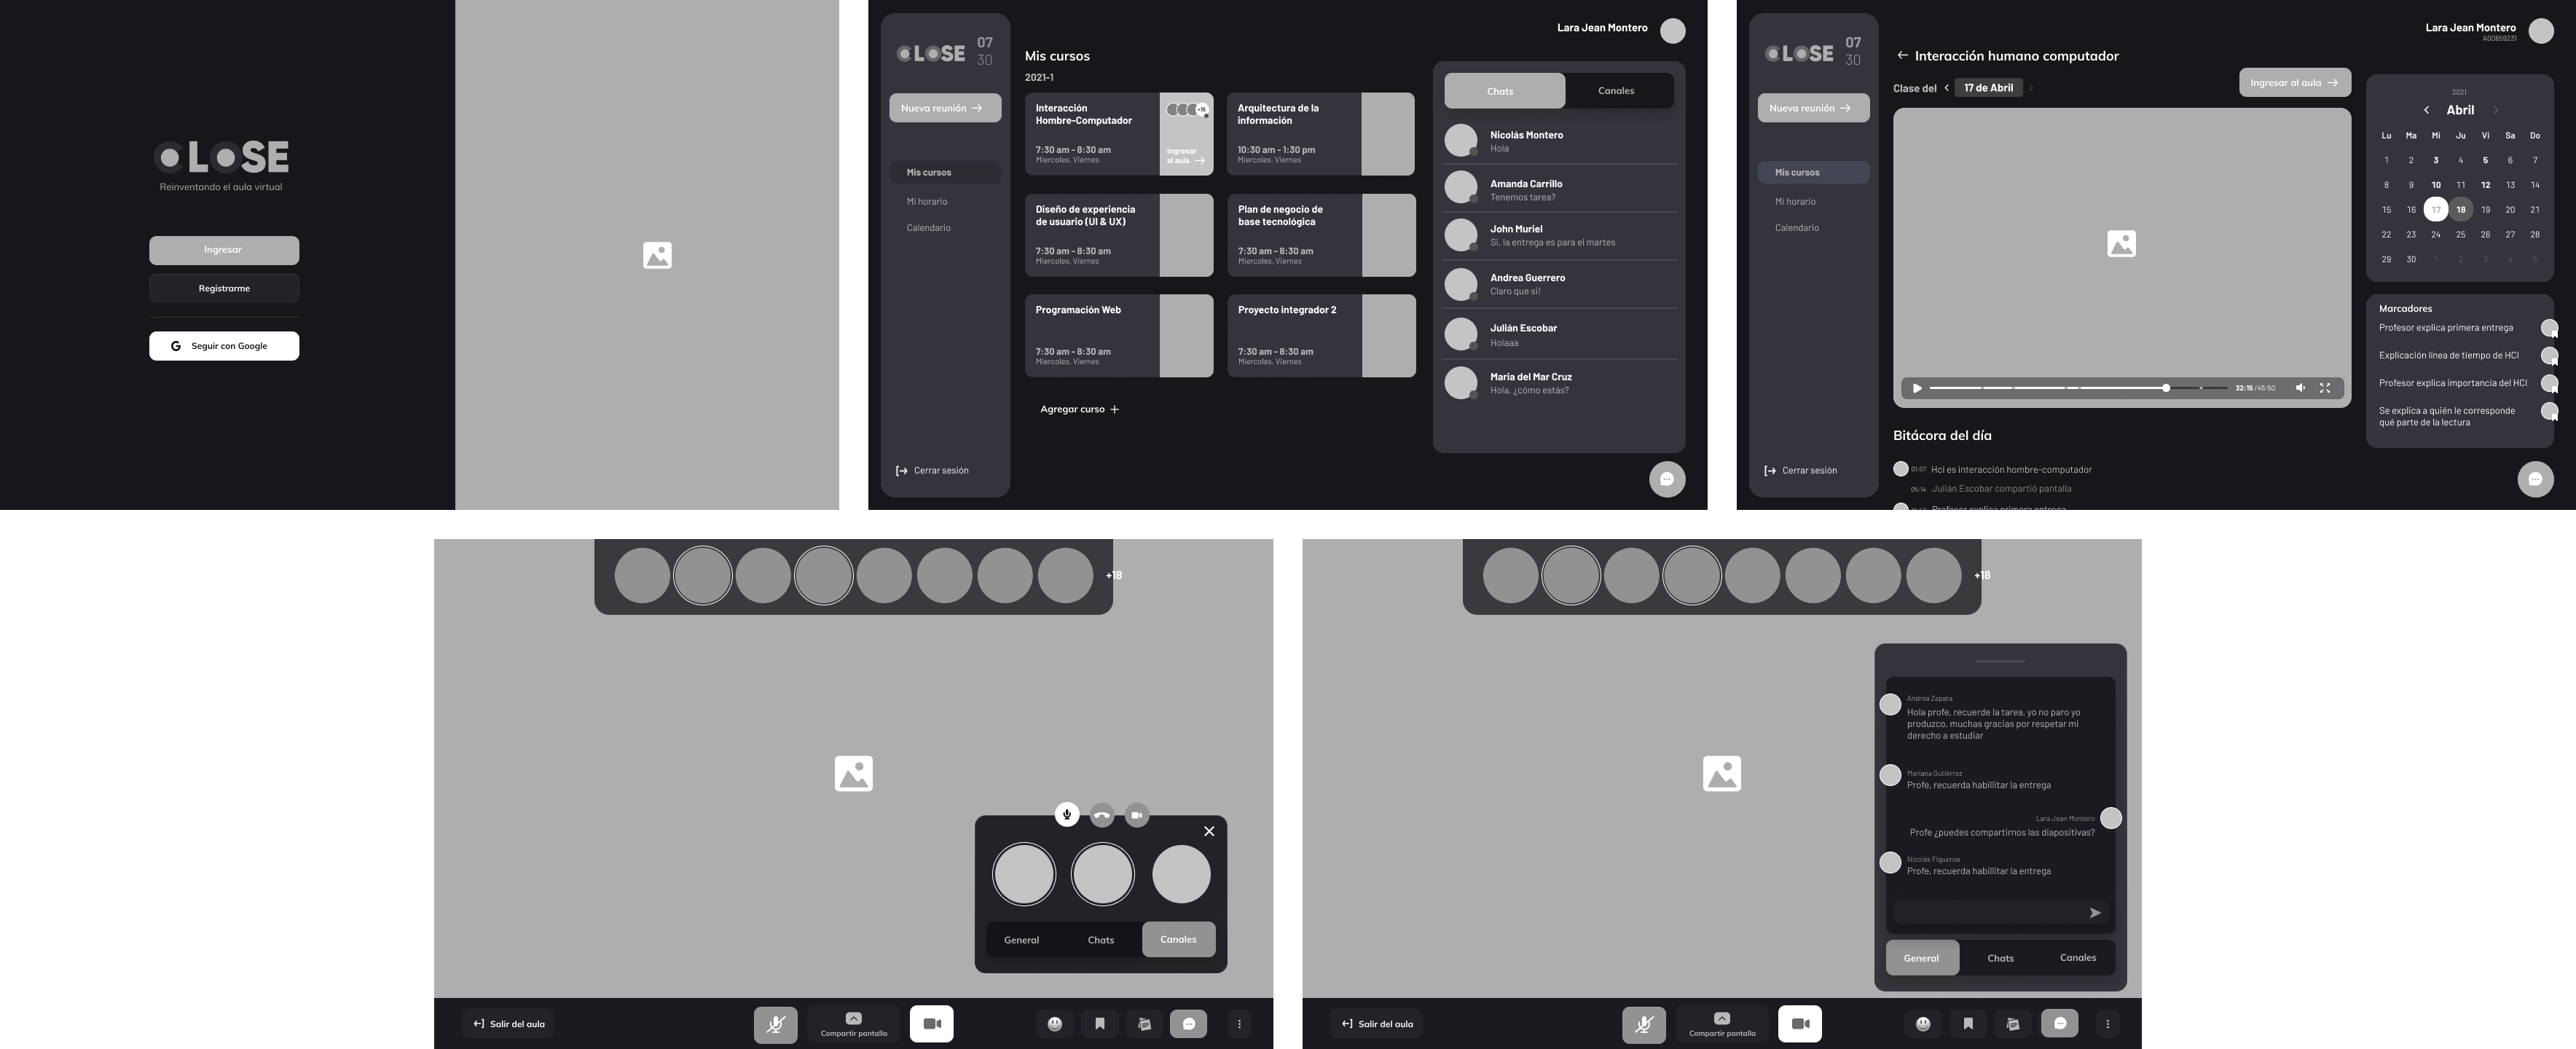 CLOSE
Reinventando el aula virtual
Ingresar
Registrarme
Seguir con Google
CLOSE
07
30
Nueva reunión
Mis cursos
Mi horario
Calendario
Cerrar sesión
Lara Jean Montero
Mis cursos
2021-1
Interacción
Hombre-Computador
7:30 am - 8:30 am
Miercoles, Viernes
+16
Ingresar
al aula
Arquitectura de la
información
10:30 am - 1:30 pm
Miercoles, Viernes
Diseño de experiencia
de usuario (UI & UX)
7:30 am - 8:30 am
Miercoles, Viernes
Plan de negocio de
base tecnológica
7:30 am - 8:30 am
Miercoles, Viernes
Programación Web
7:30 am - 8:30 am
Miercoles, Viernes
Proyecto integrador 2
7:30 am - 8:30 am
Miercoles, Viernes
Agregar curso +
Chats
Canales
Nicolás Montero
Hola
Amanda Carrillo
Tenemos tarea?
John Muriel
Si, la entrega es para el martes
Andrea Guerrero
Claro que sí!
Julián Escobar
Holaaa
Maria del Mar Cruz
Hola, ¿cómo estás?
CLOSE
07
30
Nueva reunión
Mis cursos
Mi horario
Calendario
Cerrar sesión
Lara Jean Montero
A00659231
Interacción humano computador
Clase del
17 de Abril
Ingresar al aula
32:15 /45:50
Bitácora del día
01:07 Hci es interacción hombre-computador
05:14 Julián Escobar compartió pantalla
Profesor explica primera entrega
2021
Abril
Lu Ma Mi Ju Vi Sa Do
1 2 3 4 5 6 7
8 9 10 11 12 13 14
15 16 17 18 19 20 21
22 23 24 25 26 27 28
29 30 1 2 3 4 5
Marcadores
Profesor explica primera entrega
Explicación línea de tiempo de HCI
Profesor explica importancia del HCI
Se explica a quién le corresponde
qué parte de la lectura
+18
General
Chats
Canales
Salir del aula
Compartir pantalla
+18
Andrea Zapata
Hola profe, recuerde la tarea, yo no paro yo
produzco, muchas gracias por respetar mi
derecho a estudiar
Mariana Gutiérrez
Profe, recuerda habillitar la entrega
Lara Jean Montero
Profe ¿puedes compartirnos las diapositivas?
Nicolás Figueroa
Profe, recuerda habillitar la entrega
General
Chats
Canales
Salir del aula
Compartir pantalla